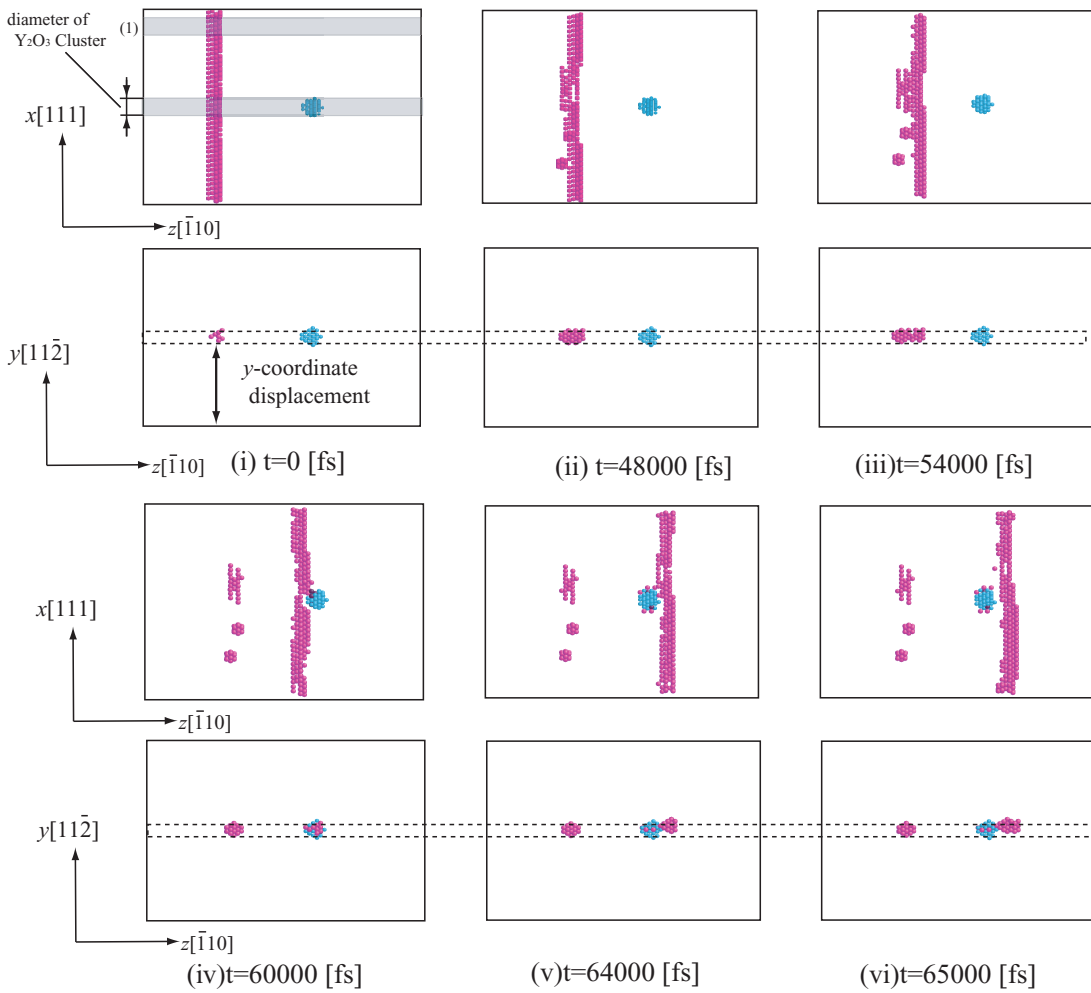 diameter of
Y₂O₃ Cluster
(1)
x[111]
z[1̄10]
y[112̄]
y-coordinate
displacement
z[1̄10]
(i) t=0 [fs]
(ii) t=48000 [fs]
(iii)t=54000 [fs]
x[111]
z[1̄10]
y[112̄]
z[1̄10]
(iv)t=60000 [fs]
(v)t=64000 [fs]
(vi)t=65000 [fs]